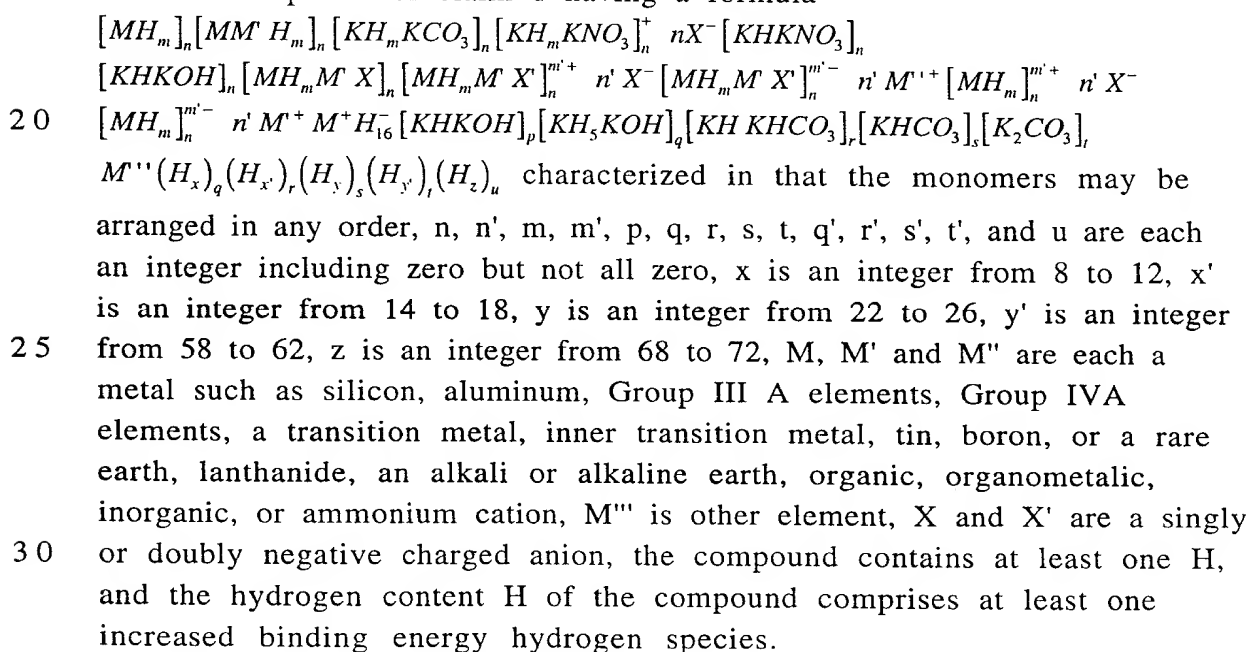 [MH_m]_n [MM' H_m]_n [KH_m KCO_3]_n [KH_m KNO_3]_n^+ nX^- [KHKNO_3]_n
[KHKOH]_n [MH_m M' X]_n [MH_m M' X']_n^{m'+} n' X^- [MH_m M' X']_n^{m'-} n' M'^+ [MH_m]_n^{m'+} n' X^-
20 [MH_m]_n^{m'-} n' M'^+ M^+ H_{16}^- [KHKOH]_p [KH_5 KOH]_q [KH KHCO_3]_r [KHCO_3]_s [K_2CO_3]_t
M'''(H_x)_q (H_{x'})_r (H_y)_s (H_{y'})_t (H_z)_u characterized in that the monomers may be
arranged in any order, n, n', m, m', p, q, r, s, t, q', r', s', t', and u are each
an integer including zero but not all zero, x is an integer from 8 to 12, x'
is an integer from 14 to 18, y is an integer from 22 to 26, y' is an integer
25 from 58 to 62, z is an integer from 68 to 72, M, M' and M" are each a
metal such as silicon, aluminum, Group III A elements, Group IVA
elements, a transition metal, inner transition metal, tin, boron, or a rare
earth, lanthanide, an alkali or alkaline earth, organic, organometalic,
inorganic, or ammonium cation, M"' is other element, X and X' are a singly
30 or doubly negative charged anion, the compound contains at least one H,
and the hydrogen content H of the compound comprises at least one
increased binding energy hydrogen species.